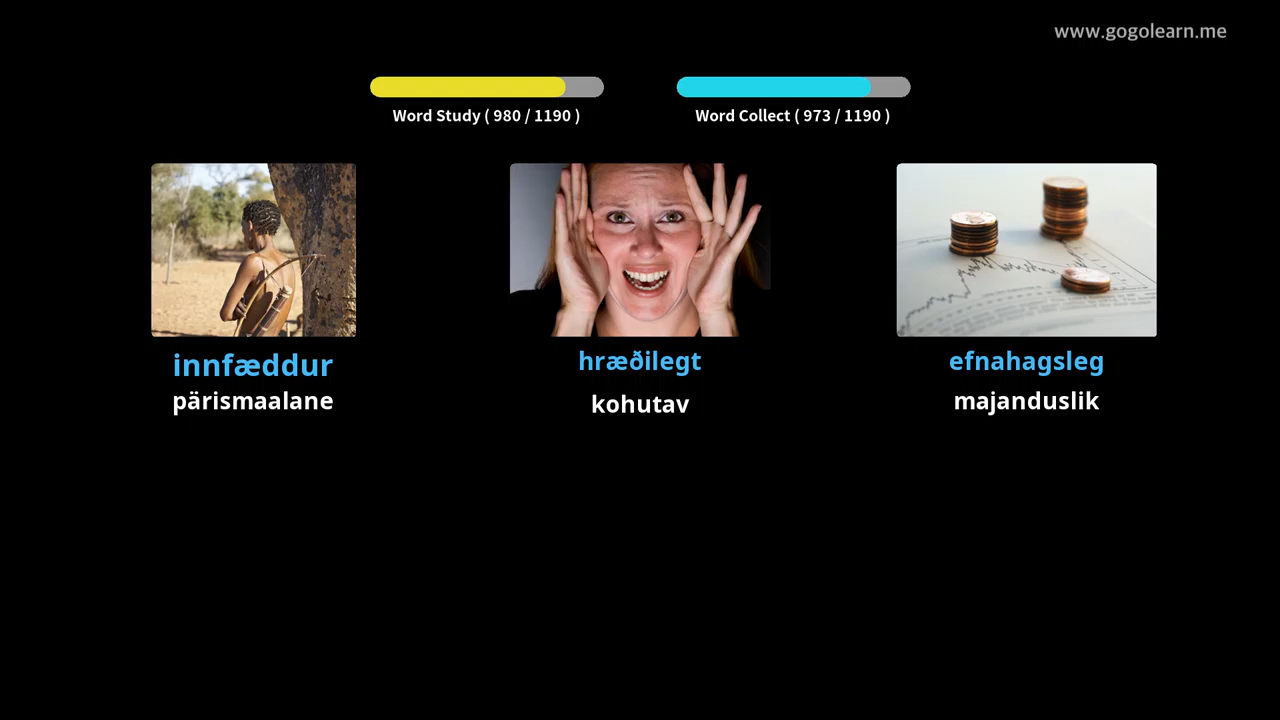 www.gogolearn.me
Word Study ( 980 / 1190 )
Word Collect ( 973 / 1190 )
innfæddur
pärismaalane
hræðilegt
kohutav
efnahagsleg
majanduslik